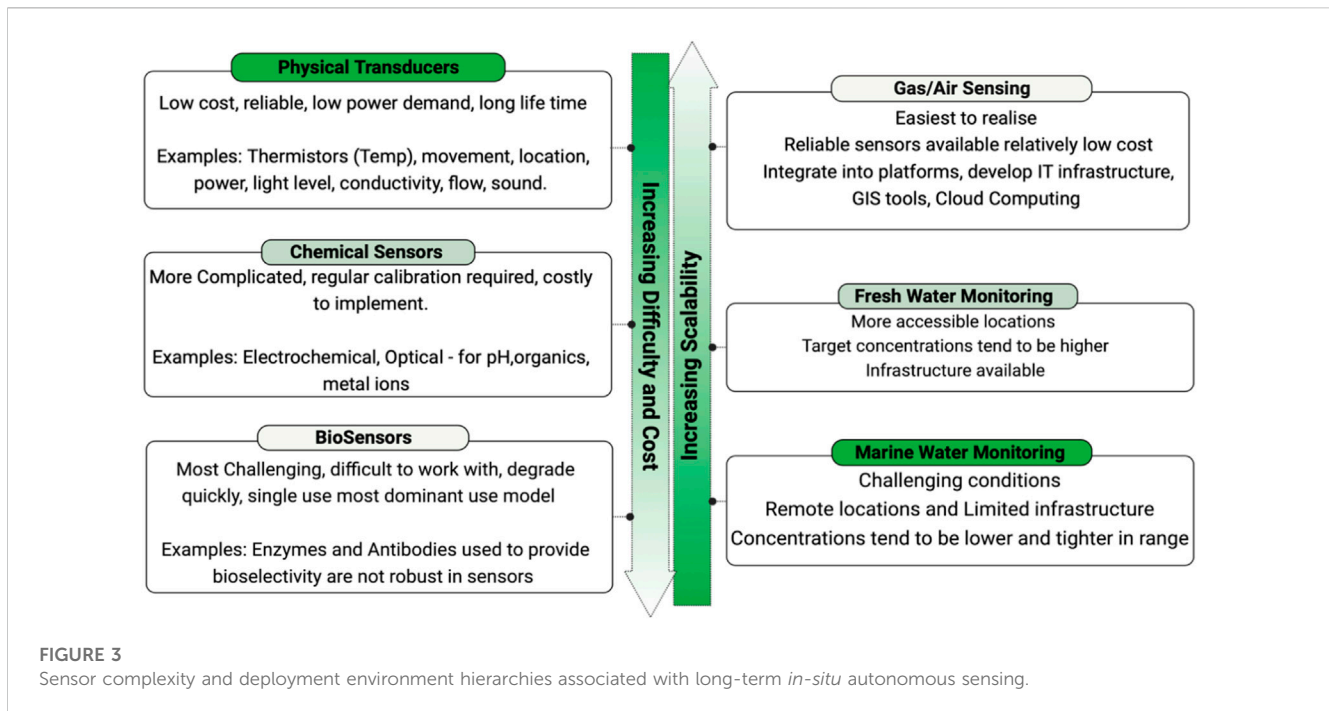 Physical Transducers
Low cost, reliable, low power demand, long life time
Examples: Thermistors (Temp), movement, location,
power, light level, conductivity, flow, sound.
Chemical Sensors
More Complicated, regular calibration required, costly
to implement.
Examples: Electrochemical, Optical - for pH,organics,
metal ions
BioSensors
Most Challenging, difficult to work with, degrade
quickly, single use most dominant use model
Examples: Enzymes and Antibodies used to provide
bioselectivity are not robust in sensors
Increasing Difficulty and Cost
Increasing Scalability
Gas/Air Sensing
Easiest to realise
Reliable sensors available relatively low cost
Integrate into platforms, develop IT infrastructure,
GIS tools, Cloud Computing
Fresh Water Monitoring
More accessible locations
Target concentrations tend to be higher
Infrastructure available
Marine Water Monitoring
Challenging conditions
Remote locations and Limited infrastructure
Concentrations tend to be lower and tighter in range
FIGURE 3
Sensor complexity and deployment environment hierarchies associated with long-term in-situ autonomous sensing.